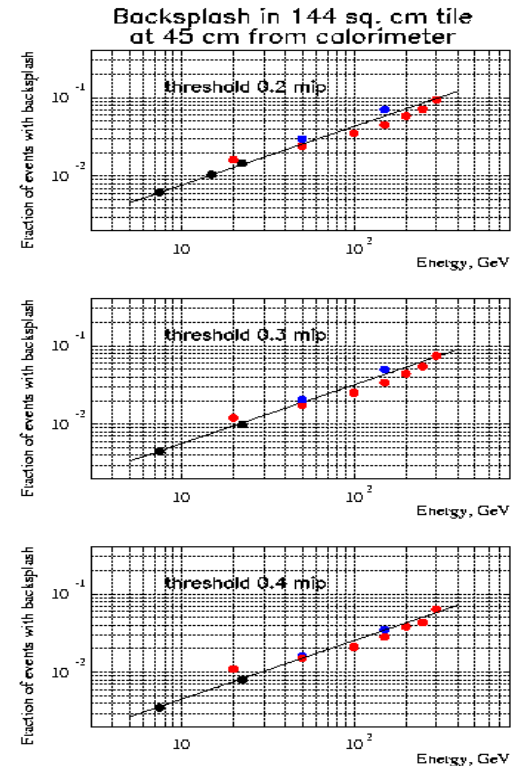 Backsplash in 144 sq. cm tile
at 45 cm from calorimeter
Fraction of events with backsplash
threshold 0.2 mip
10 -1
10 -2
10
10 2
Energy, GeV
Fraction of events with backsplash
threshold 0.3 mip
10 -1
10 -2
10
10 2
Energy, GeV
Fraction of events with backsplash
threshold 0.4 mip
10 -1
10 -2
10
10 2
Energy, GeV